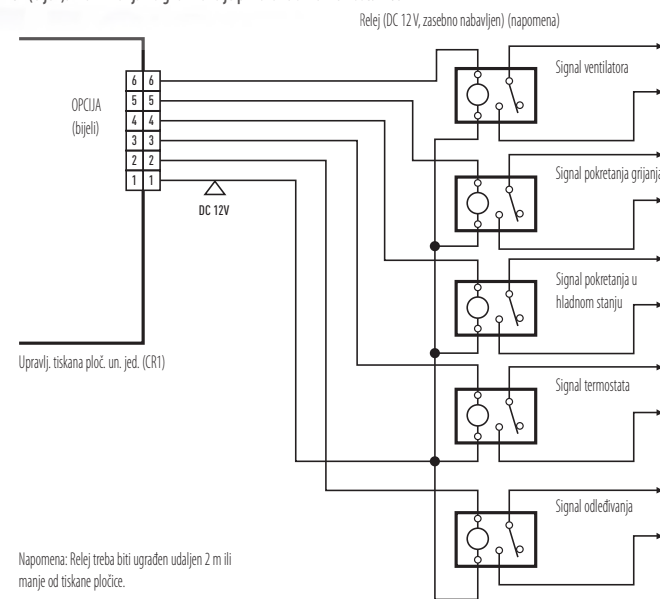 Relej (DC 12 V, zasebno nabavljen) (napomena)
Signal ventilatora
OPCIJA
(bijeli)
6 6
5 5
4 4
3 3
2 2
1 1
DC 12V
Signal pokretanja grijanja
Signal pokretanja u
hladnom stanju
Upravlj. tiskana ploč. un. jed. (CR1)
Signal termostata
Signal odleđivanja
Napomena: Relej treba biti ugrađen udaljen 2 m ili
manje od tiskane pločice.